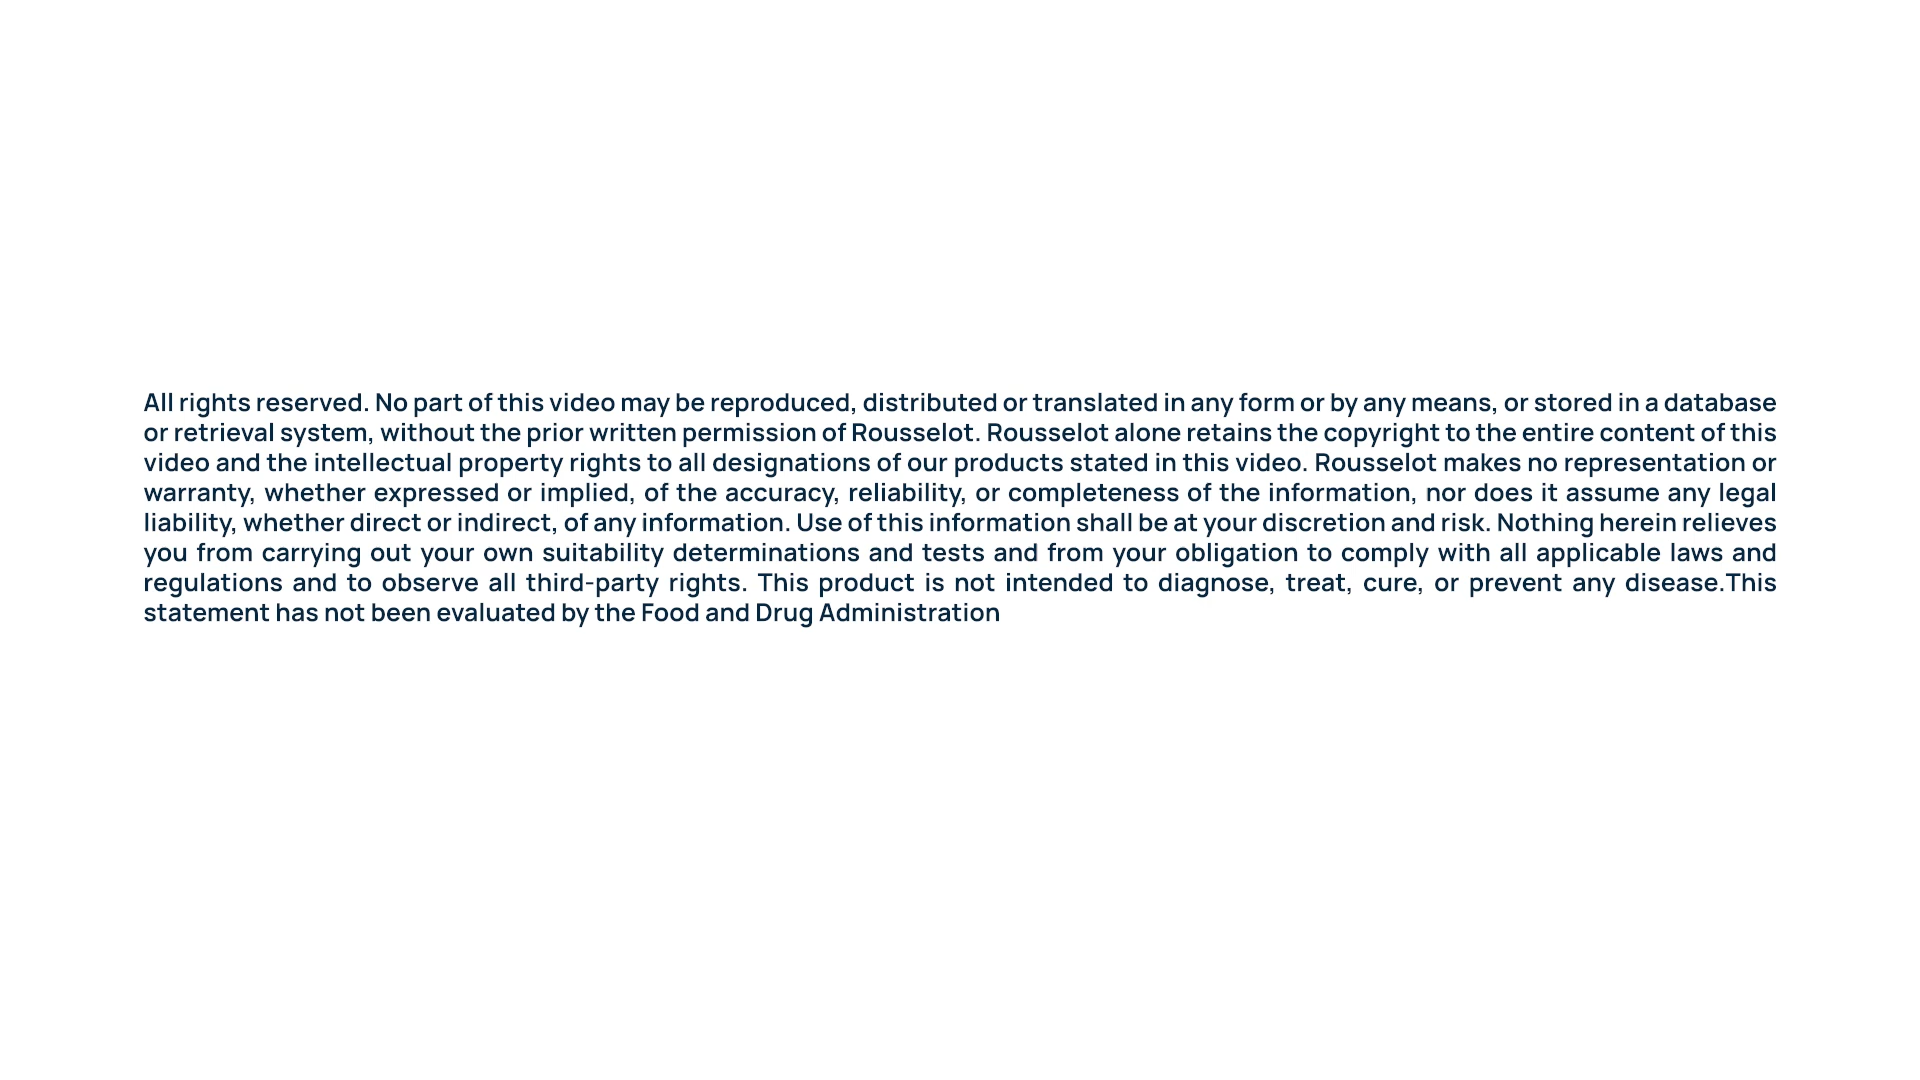 All rights reserved. No part of this video may be reproduced, distributed or translated in any form or by any means, or stored in a database
or retrieval system, without the prior written permission of Rousselot. Rousselot alone retains the copyright to the entire content of this
video and the intellectual property rights to all designations of our products stated in this video. Rousselot makes no representation or
warranty, whether expressed or implied, of the accuracy, reliability, or completeness of the information, nor does it assume any legal
liability, whether direct or indirect, of any information. Use of this information shall be at your discretion and risk. Nothing herein relieves
you from carrying out your own suitability determinations and tests and from your obligation to comply with all applicable laws and
regulations and to observe all third-party rights. This product is not intended to diagnose, treat, cure, or prevent any disease.This
statement has not been evaluated by the Food and Drug Administration